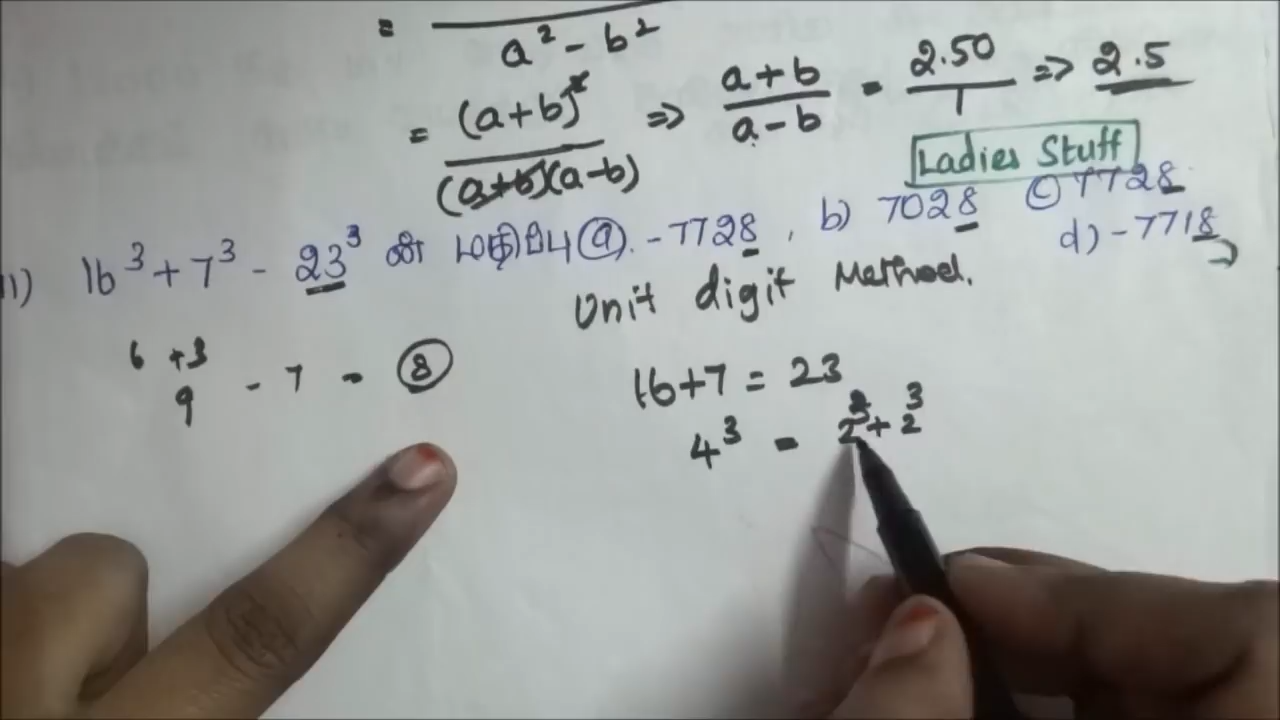 = ───── a² - b²
= (a+b)² / (a+b)(a-b) => a+b / a-b = 2.50 / 1 => 2.5
Ladies Stuff
11) 16³ + 7³ - 23³ ன் மதிப்பு (a). -7728 , b) 7028 (c) 7728
d) -7718
Unit digit Method.
6 +3
9 - 7 = 8
16+7 = 23
4³ = 2³ + 2³